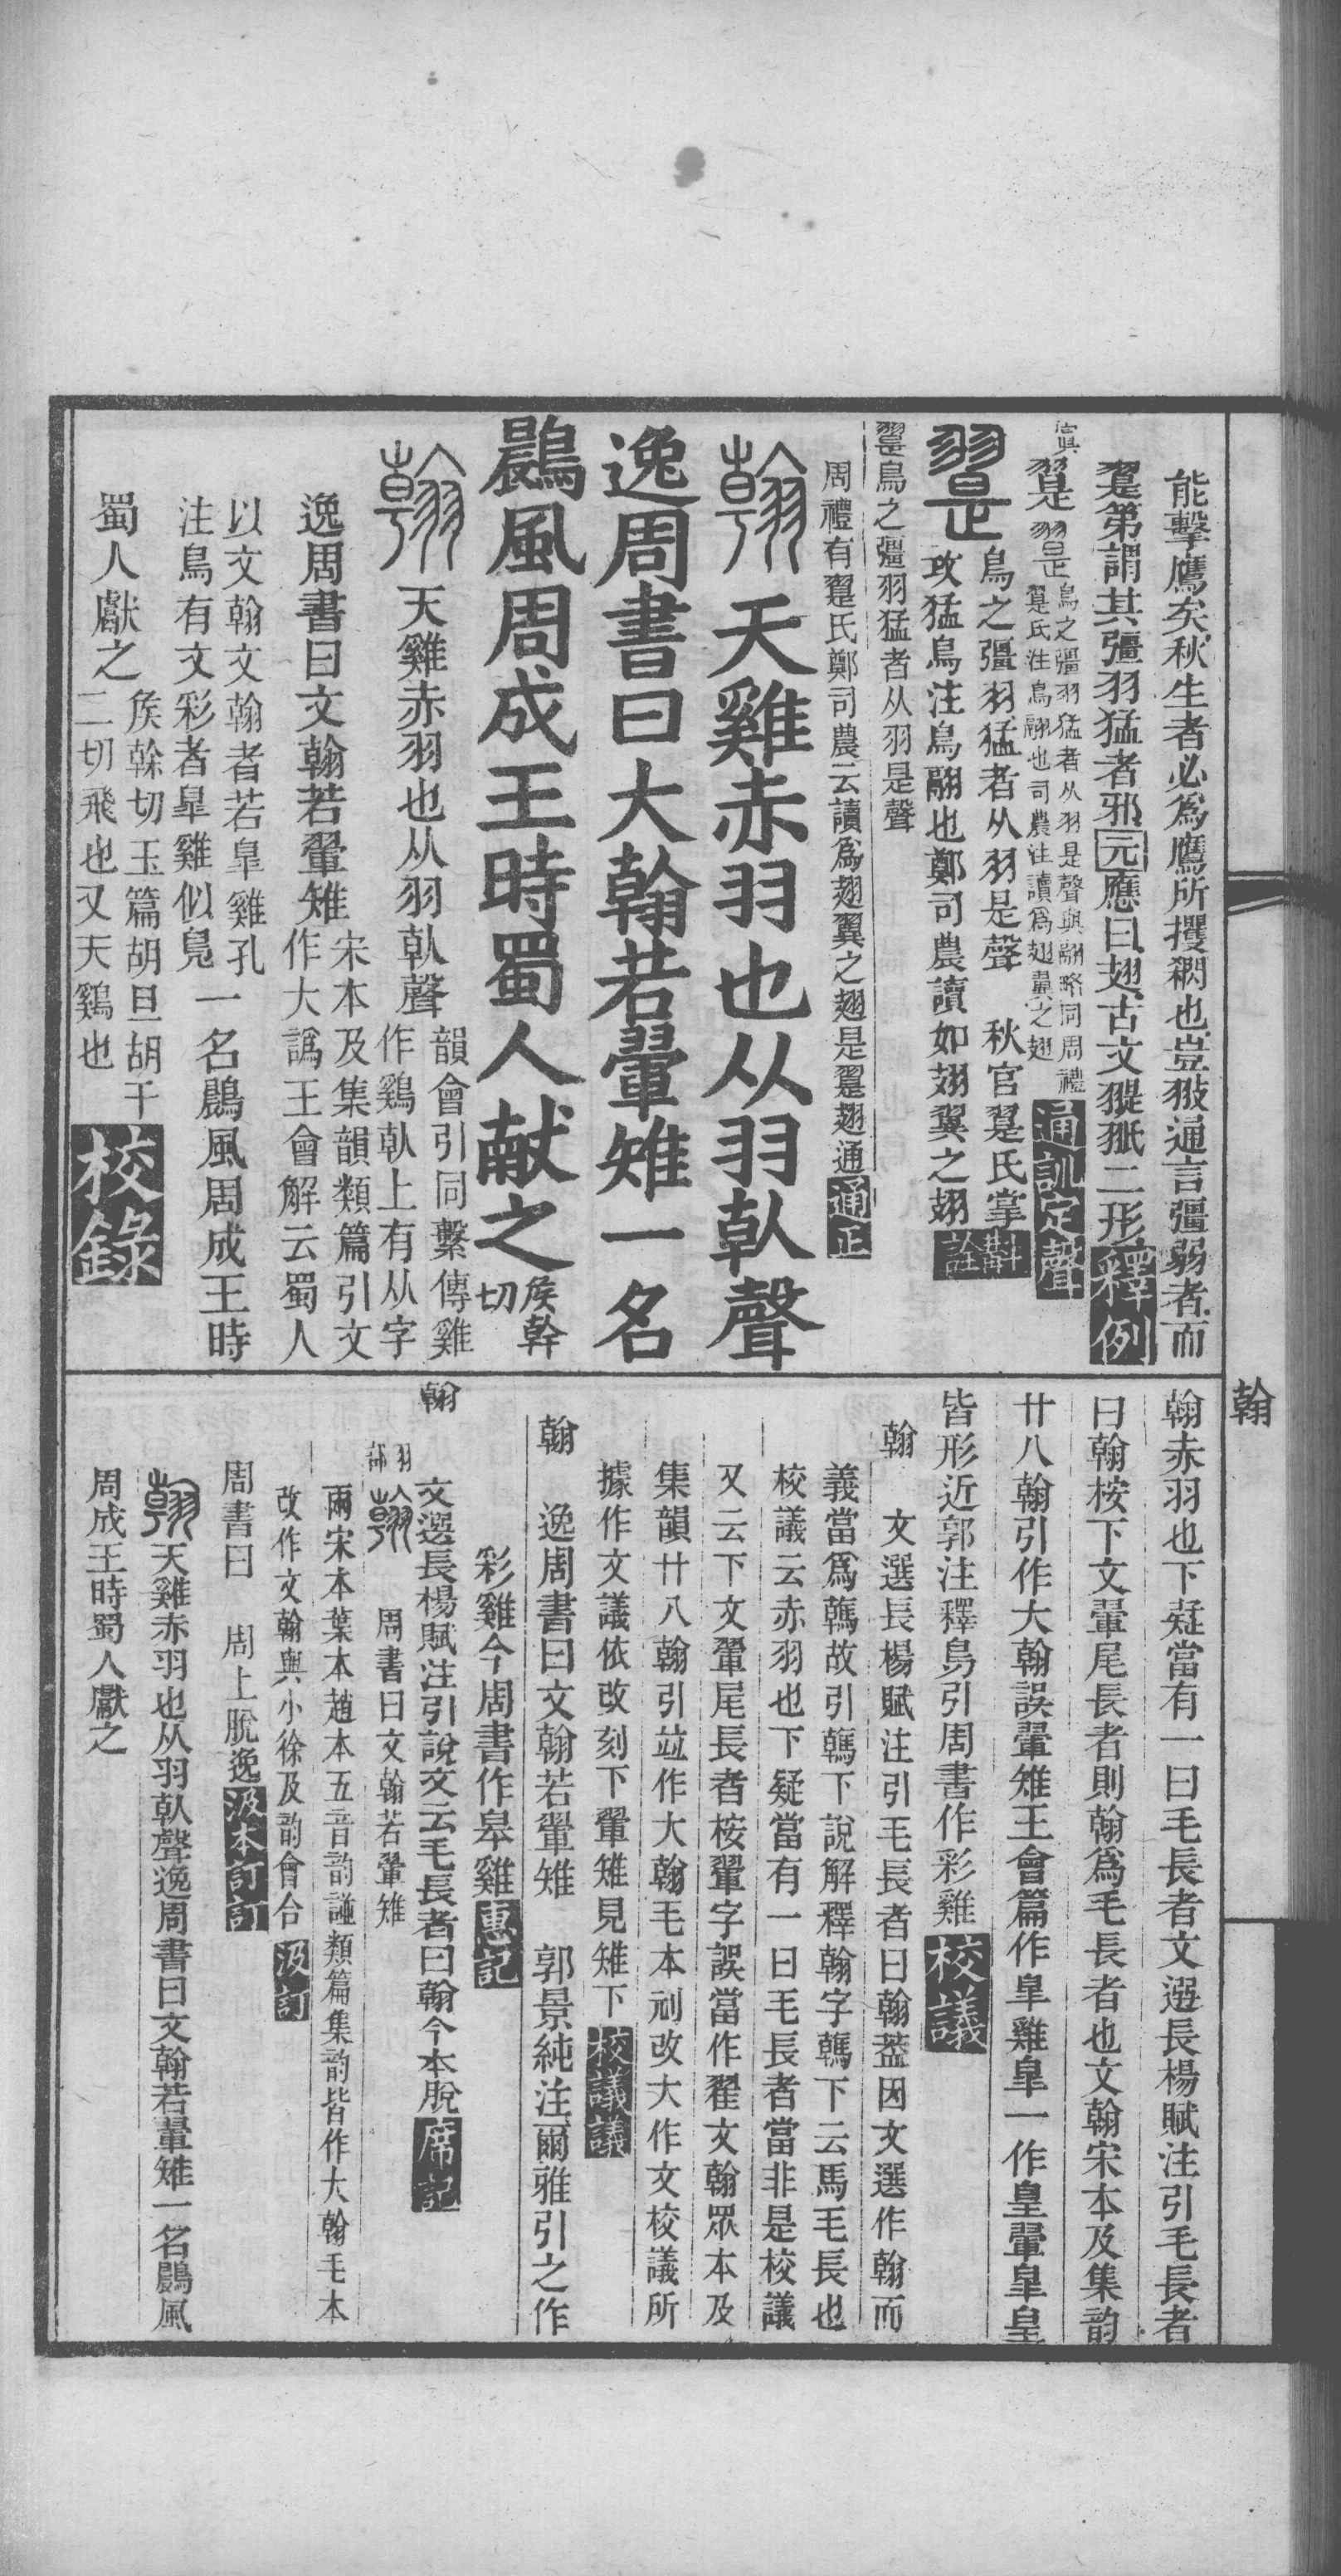 能擊鷹矣秋生者必爲鷹所攫䦪也豈㹮通言彊弱者而
翨第謂其彊羽猛者邪元應曰翅古文翨𦐊二形釋例
翨
翨
鳥之彊羽猛者从羽是聲與翮略同周禮
翨氏注鳥翮也司農注讀爲翅翼之翅
通訓定聲
翨
鳥之彊羽猛者从羽是聲 秋官翨氏掌
攻猛鳥注鳥翮也鄭司農讀如翅翼之翅
斠詮
翨鳥之彊羽猛者从羽是聲
周禮有翨氏鄭司農云讀爲翅翼之翅是翨翅通通正
翰天雞赤羽也从羽倝聲
逸周書曰大翰若翬雉一名
鷐風周成王時蜀人献之矦幹切
翰天雞赤羽也从羽倝聲
韻會引同繫傳雞
作鷄倝上有从字
逸周書曰文翰若翬雉
宋本及集韻類篇引文
作大譌王會解云蜀人
以文翰文翰者若皐雞孔
注鳥有文彩者皐雞似鳧
一名鷐風周成王時
蜀人獻之
矦榦切玉篇胡旦胡干
二切飛也又天鷄也
校錄
翰
翰赤羽也下疑當有一曰毛長者文選長楊賦注引毛長者
曰翰桉下文翬尾長者則翰爲毛長者也文翰宋本及集韵
廿八翰引作大翰誤翬雉王會篇作皐雞皐一作皇翬皐皇
皆形近郭注釋鳥引周書作彩雞校議
翰 文選長楊賦注引毛長者曰翰葢因文選作翰而
義當爲䮧故引䮧下說解釋翰字䮧下云馬毛長也
校議云赤羽也下疑當有一曰毛長者當非是校議
又云下文翬尾長者桉翬字誤當作翟文翰眾本及
集韻廿八翰引竝作大翰毛本刓改大作文校議所
據作文議依改刻下翬雉見雉下校議議
翰 逸周書曰文翰若翬雉 郭景純注爾雅引之作
彩雞今周書作皋雞惠記
翰 文選長楊賦注引說文云毛長者曰翰今本脫席記
羽部翰 周書曰文翰若翬雉
兩宋本葉本趙本五音韵譜類篇集韵皆作大翰毛本
改作文翰與小徐及韵會合汲訂
周書曰 周上脫逸汲本訂訂
翰天雞赤羽也从羽倝聲逸周書曰文翰若翬雉一名鷐風
周成王時蜀人獻之